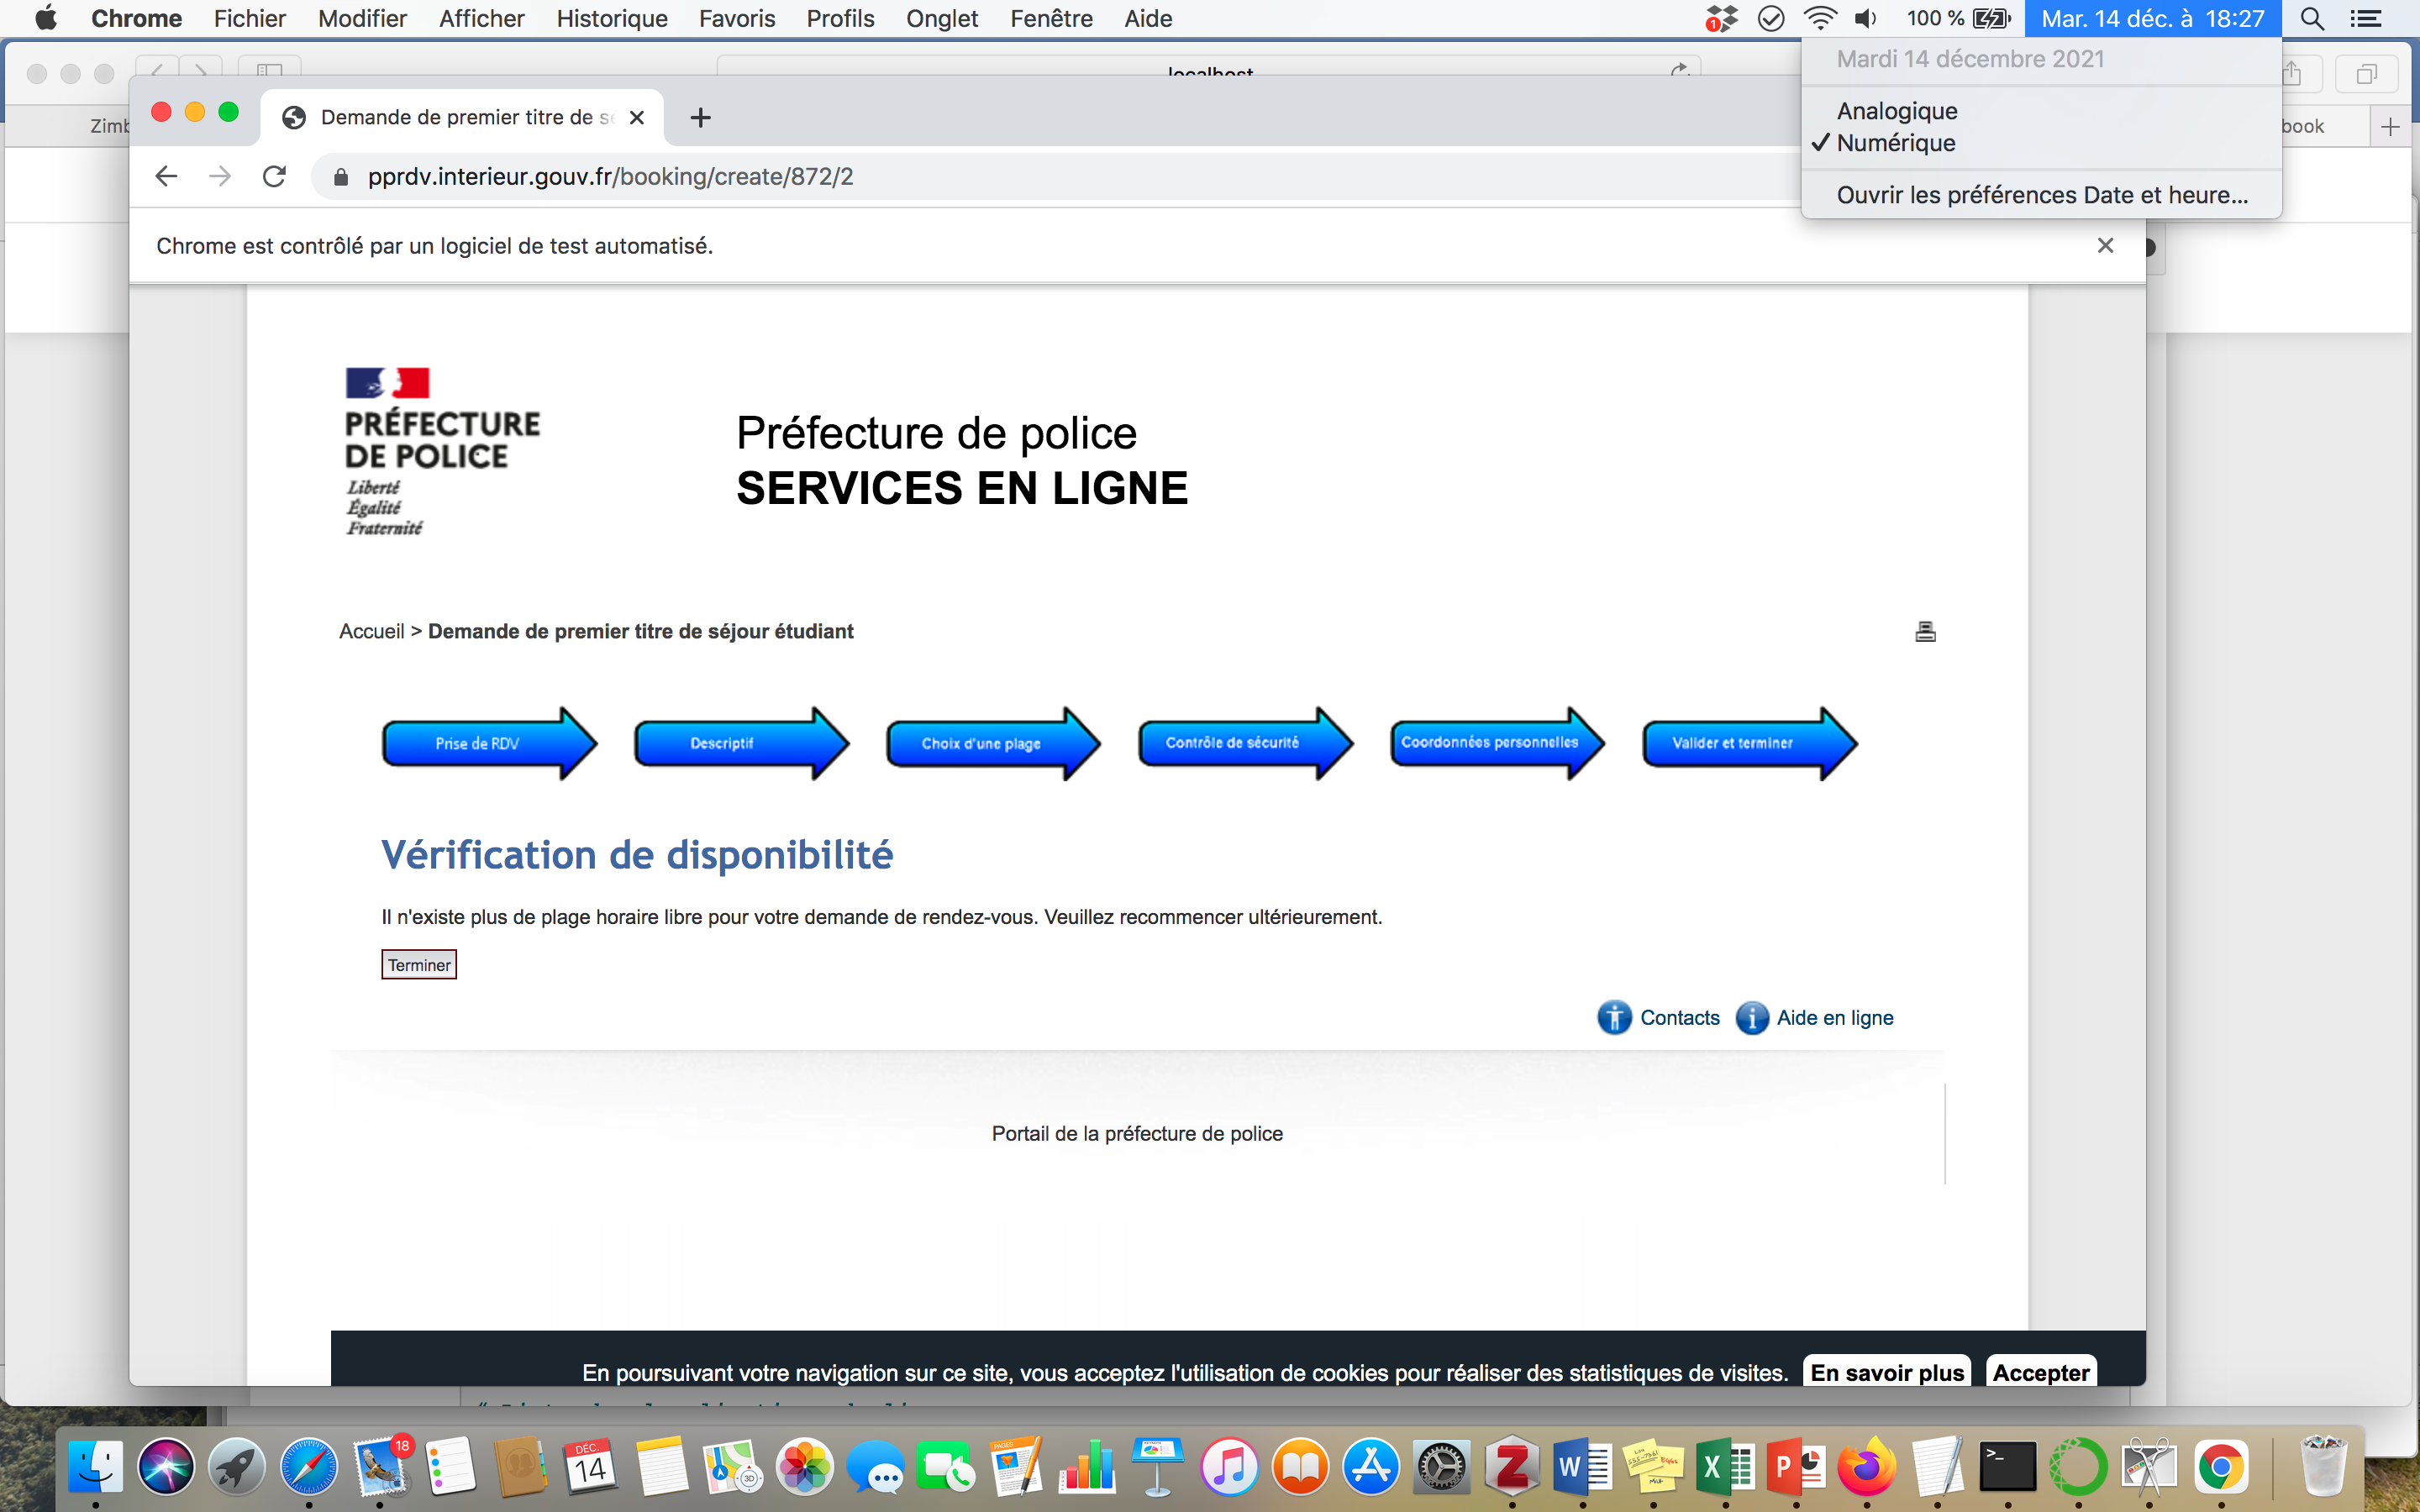 Chrome Fichier Modifier Afficher Historique Favoris Profils Onglet Fenêtre Aide 1 100 % Mar. 14 déc. à 18:27
Mardi 14 décembre 2021
Analogique
✓ Numérique
Ouvrir les préférences Date et heure...
localhost
Zimb
book
Demande de premier titre de s
pprdv.interieur.gouv.fr/booking/create/872/2
Chrome est contrôlé par un logiciel de test automatisé.
PRÉFECTURE
DE POLICE
Liberté
Égalité
Fraternité
Préfecture de police
SERVICES EN LIGNE
Accueil > Demande de premier titre de séjour étudiant
Prise de RDV
Descriptif
Choix d'une plage
Contrôle de sécurité
Coordonnées personnelles
Valider et terminer
Vérification de disponibilité
Il n'existe plus de plage horaire libre pour votre demande de rendez-vous. Veuillez recommencer ultérieurement.
Terminer
Contacts
Aide en ligne
Portail de la préfecture de police
En poursuivant votre navigation sur ce site, vous acceptez l'utilisation de cookies pour réaliser des statistiques de visites. En savoir plus Accepter
18
DÉC.
14
3D
PAGES
Z
W
X
P
>_